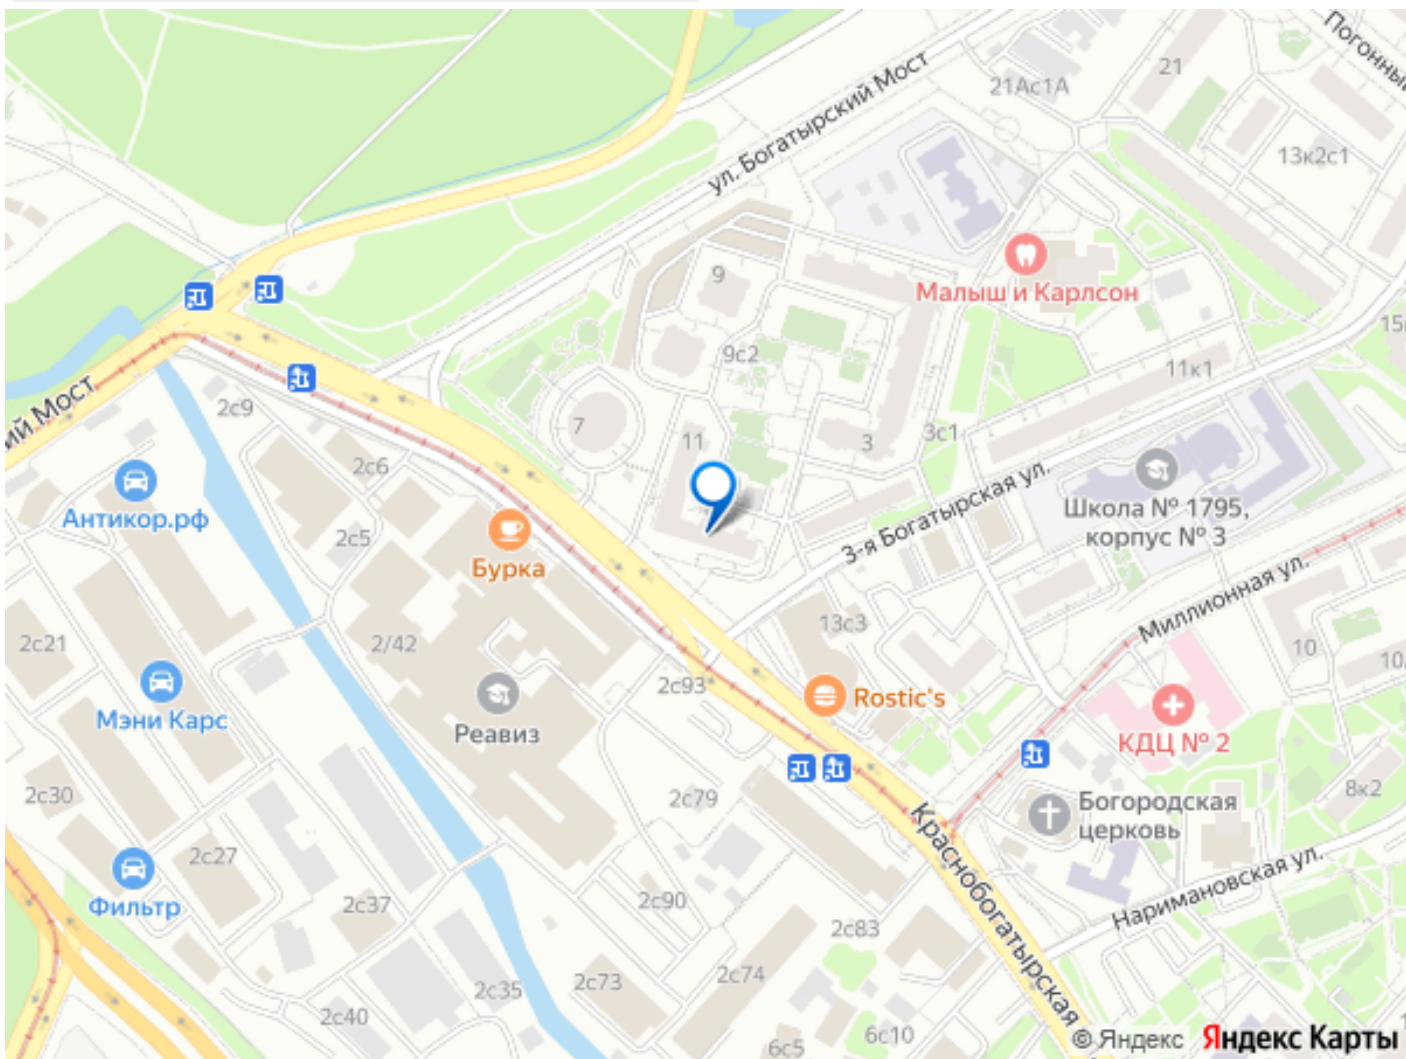 Погонный
21
21Ас1А
ул. Богатырский Мост
13к2с1
9
Малыш и Карлсон
9с2
15
11к1
ий Мост
2с9
7
11
3
3с1
2с6
Антикор.рф
3-я Богатырская ул.
Школа № 1795,
корпус № 3
2с5
Бурка
Миллионная ул.
2с21
2/42
13с3
10
10
2с93
Rostic's
Мэни Карс
Реавиз
КДЦ № 2
2с30
2с79
8к2
Богородская
церковь
2с27
Краснобогатырская
Наримановская ул.
Фильтр
2с37
2с90
2с83
2с73
2с74
2с35
2с40
6с5
6с10
© Яндекс Яндекс Карты